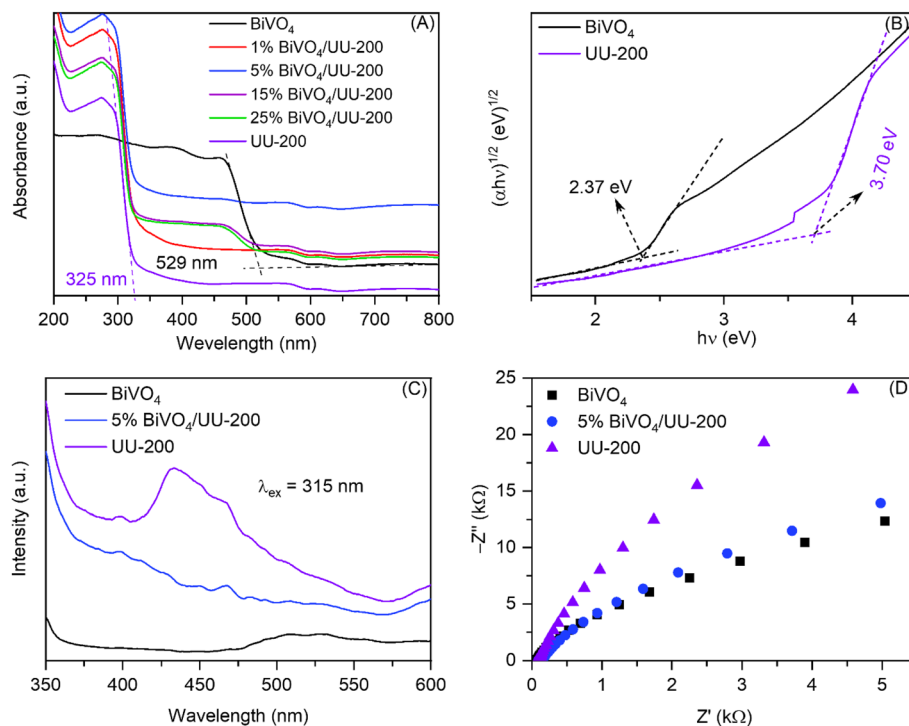 (A)
BiVO₄
1% BiVO₄/UU-200
5% BiVO₄/UU-200
15% BiVO₄/UU-200
25% BiVO₄/UU-200
UU-200
325 nm
529 nm
Absorbance (a.u.)
200 300 400 500 600 700 800
Wavelength (nm)
(B)
BiVO₄
UU-200
2.37 eV
3.70 eV
(αhν)¹/² (eV)¹/²
2 3 4
hν (eV)
(C)
BiVO₄
5% BiVO₄/UU-200
UU-200
λex = 315 nm
Intensity (a.u.)
350 400 450 500 550 600
Wavelength (nm)
(D)
BiVO₄
5% BiVO₄/UU-200
UU-200
−Z'' (kΩ)
25
20
15
10
5
0
0 1 2 3 4 5
Z' (kΩ)